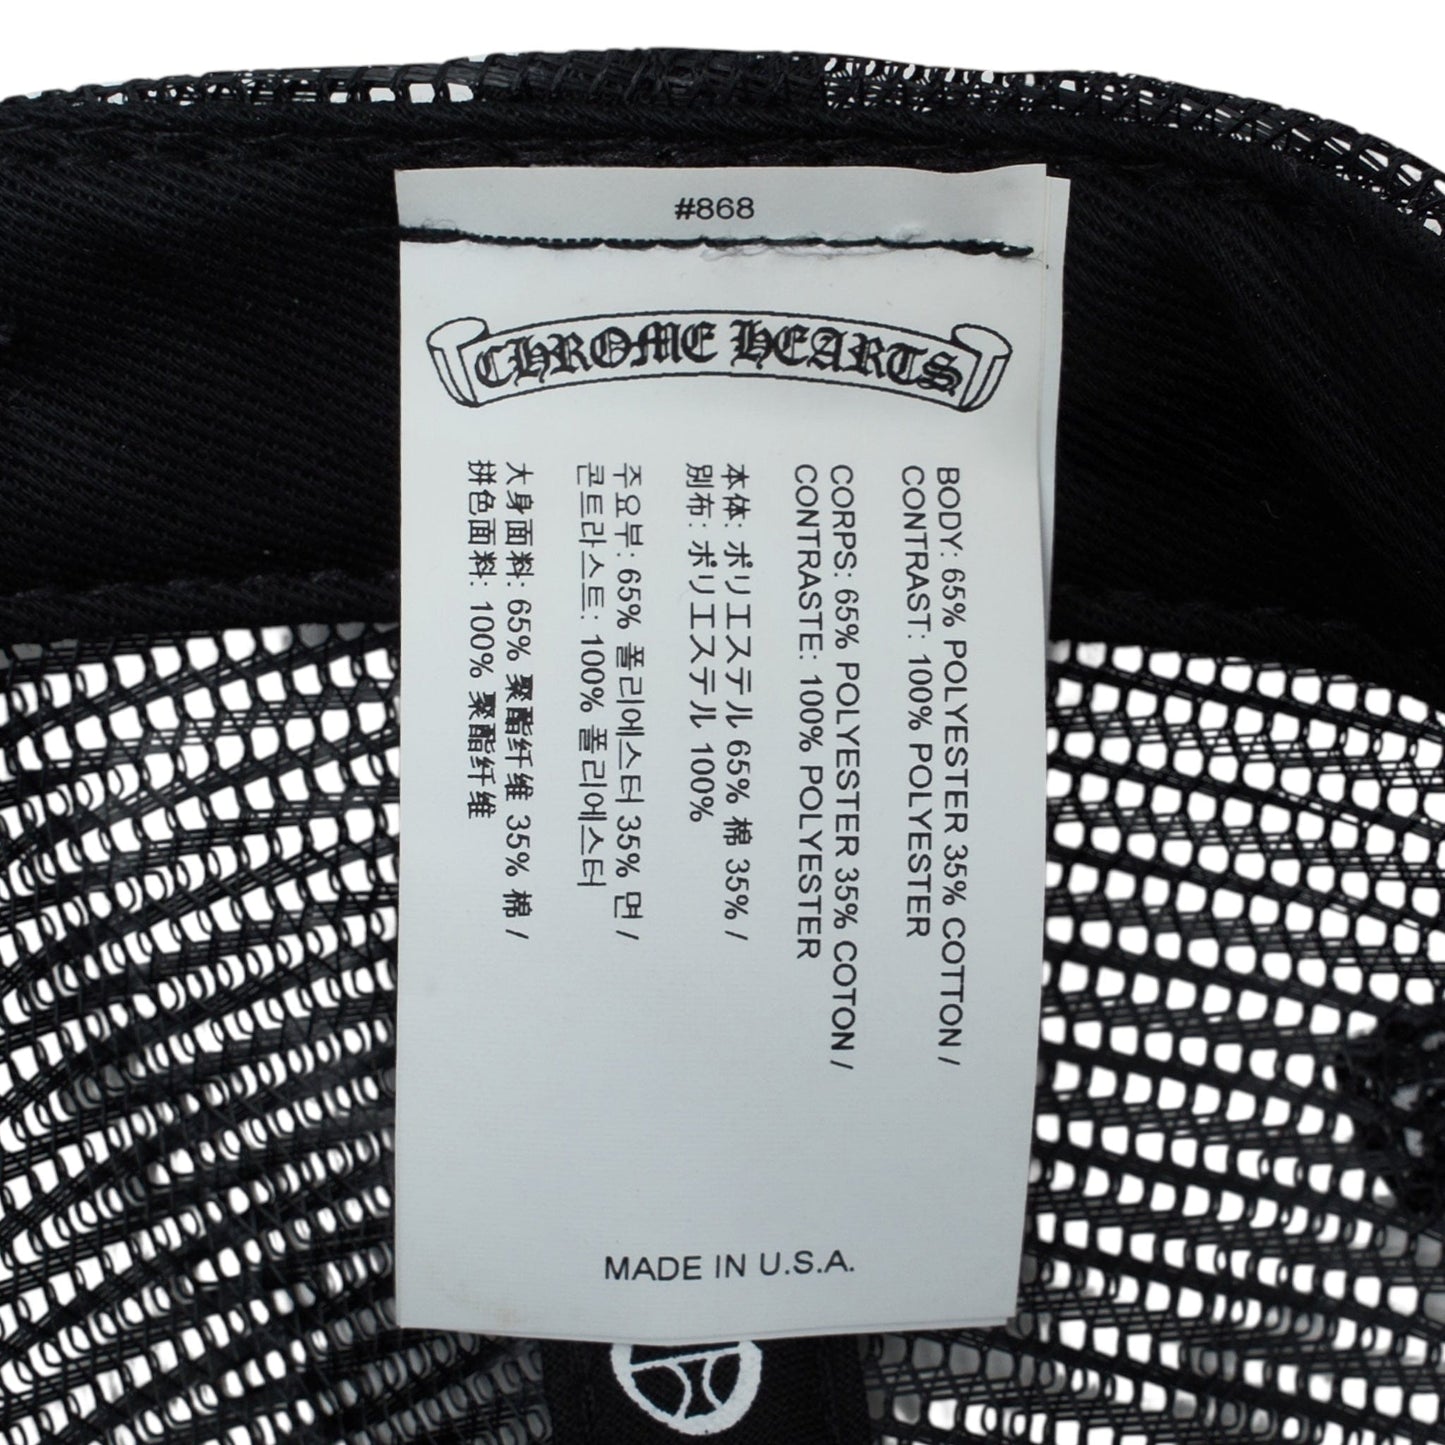 #868
CHROME HEARTS
BODY: 65% POLYESTER 35% COTTON /
CONTRAST: 100% POLYESTER
CORPS: 65% POLYESTER 35% COTON /
CONTRASTE: 100% POLYESTER
本体: ポリエステル 65% 棉 35% /
別布: ポリエステル 100%
주요부: 65% 폴리에스터 35% 면 /
콘트라스트: 100% 폴리에스터
大身面料: 65% 聚酯纤维 35% 棉 /
拼色面料: 100% 聚酯纤维
MADE IN U.S.A.